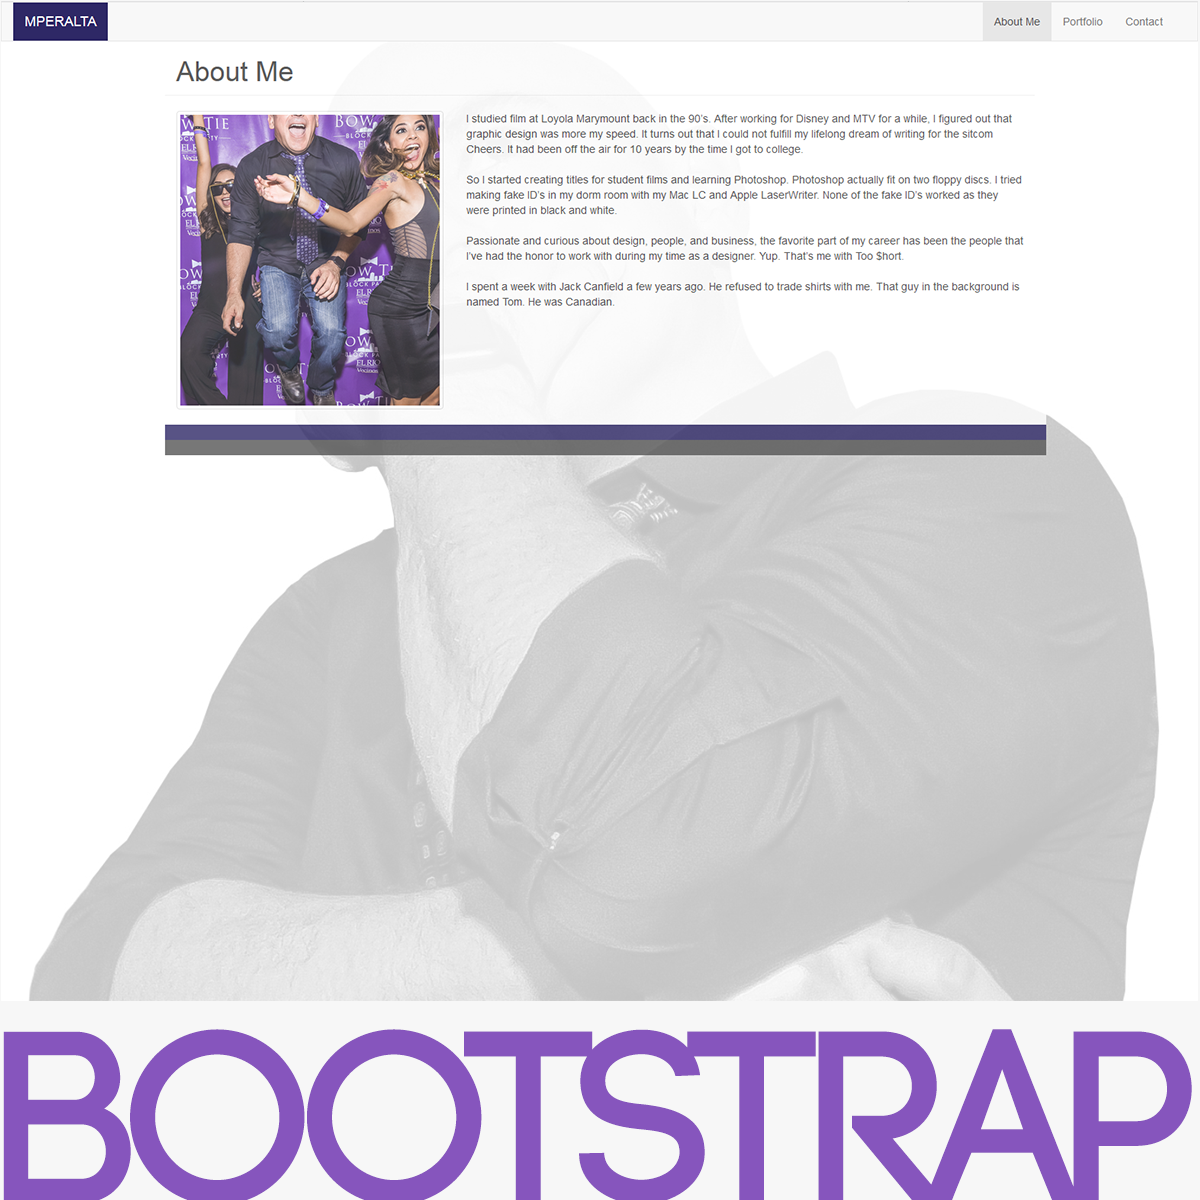 MPERALTA
About Me
Portfolio
Contact
About Me
I studied film at Loyola Marymount back in the 90's. After working for Disney and MTV for a while, I figured out that
graphic design was more my speed. It turns out that I could not fulfill my lifelong dream of writing for the sitcom
Cheers. It had been off the air for 10 years by the time I got to college.
So I started creating titles for student films and learning Photoshop. Photoshop actually fit on two floppy discs. I tried
making fake ID's in my dorm room with my Mac LC and Apple LaserWriter. None of the fake ID's worked as they
were printed in black and white.
Passionate and curious about design, people, and business, the favorite part of my career has been the people that
I've had the honor to work with during my time as a designer. Yup. That's me with Too $hort.
I spent a week with Jack Canfield a few years ago. He refused to trade shirts with me. That guy in the background is
named Tom. He was Canadian.
BOW TIE
BLOCK PARTY
EL RIO
BOOTSTRAP